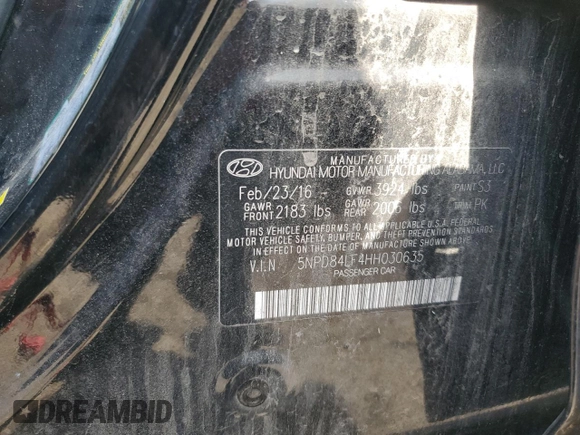 MANUFACTURED BY
HYUNDAI MOTOR MANUFACTURING ALABAMA, LLC
Feb/23/16 GVWR 3924 lbs PAINT S3
GAWR FRONT 2183 lbs GAWR REAR 2006 lbs TRIM PK
THIS VEHICLE CONFORMS TO ALL APPLICABLE U.S.A. FEDERAL
MOTOR VEHICLE SAFETY, BUMPER, AND THEFT PREVENTION STANDARDS
IN EFFECT ON THE DATE OF MANUFACTURE SHOWN ABOVE.
V.I.N 5NPD84LF4HH030635
PASSENGER CAR
DREAMBID